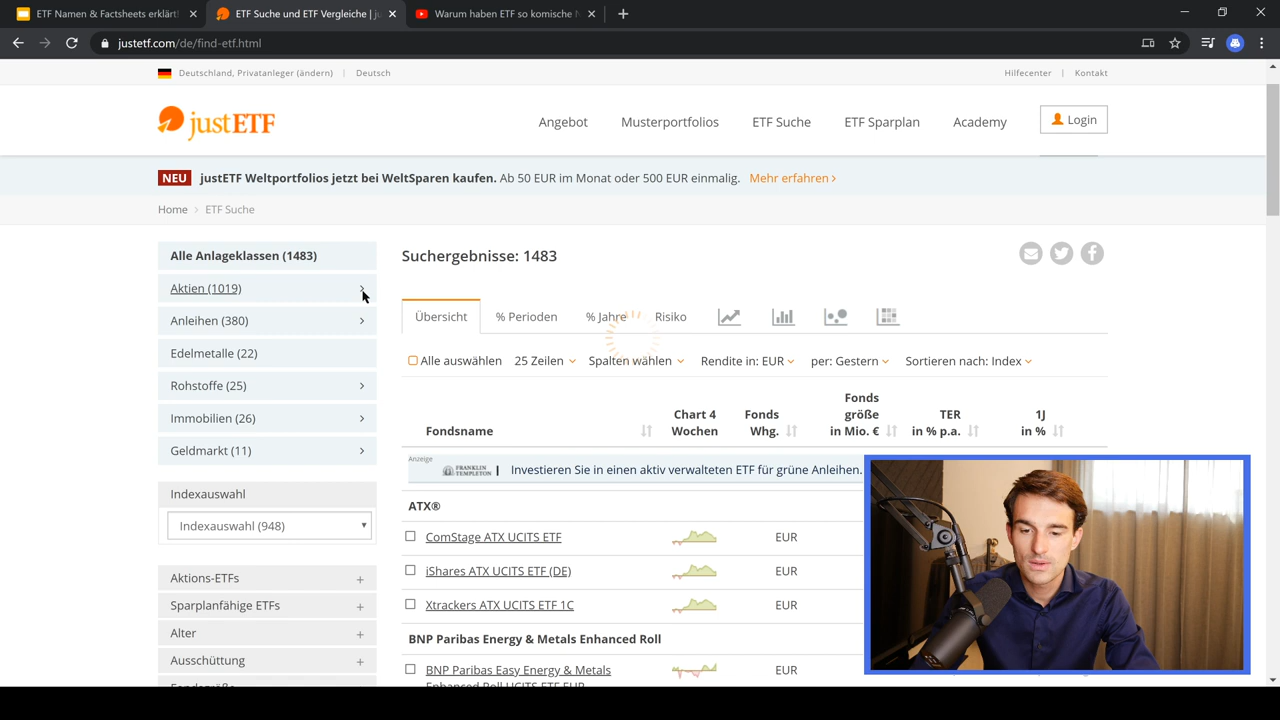 ETF Namen & Factsheets erklärt!
ETF Suche und ETF Vergleiche | ju
Warum haben ETF so komische N
justetf.com/de/find-etf.html
Deutschland, Privatanleger (ändern) | Deutsch
Hilfecenter | Kontakt
justETF
Angebot Musterportfolios ETF Suche ETF Sparplan Academy Login
NEU justETF Weltportfolios jetzt bei WeltSparen kaufen. Ab 50 EUR im Monat oder 500 EUR einmalig. Mehr erfahren ›
Home > ETF Suche
Alle Anlageklassen (1483)
Aktien (1019)
Anleihen (380)
Edelmetalle (22)
Rohstoffe (25)
Immobilien (26)
Geldmarkt (11)
Indexauswahl
Indexauswahl (948)
Aktions-ETFs +
Sparplanfähige ETFs +
Alter +
Ausschüttung +
Suchergebnisse: 1483
Übersicht % Perioden % Jahre Risiko
Alle auswählen 25 Zeilen Spalten wählen Rendite in: EUR per: Gestern Sortieren nach: Index
Fondsname
Chart 4
Wochen
Fonds
Whg.
Fonds
größe
in Mio. €
TER
in % p.a.
1J
in %
Anzeige
FRANKLIN
TEMPLETON
Investieren Sie in einen aktiv verwalteten ETF für grüne Anleihen.
ATX®
ComStage ATX UCITS ETF EUR
iShares ATX UCITS ETF (DE) EUR
Xtrackers ATX UCITS ETF 1C EUR
BNP Paribas Energy & Metals Enhanced Roll
BNP Paribas Easy Energy & Metals EUR
Enhanced Roll UCITS ETF EUR